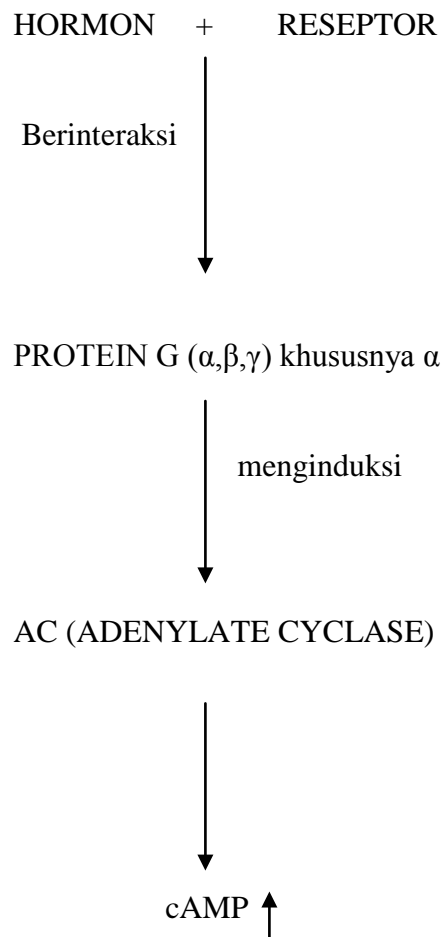 HORMON + RESEPTOR
Berinteraksi
PROTEIN G (α,β,γ) khususnya α
menginduksi
AC (ADENYLATE CYCLASE)
cAMP